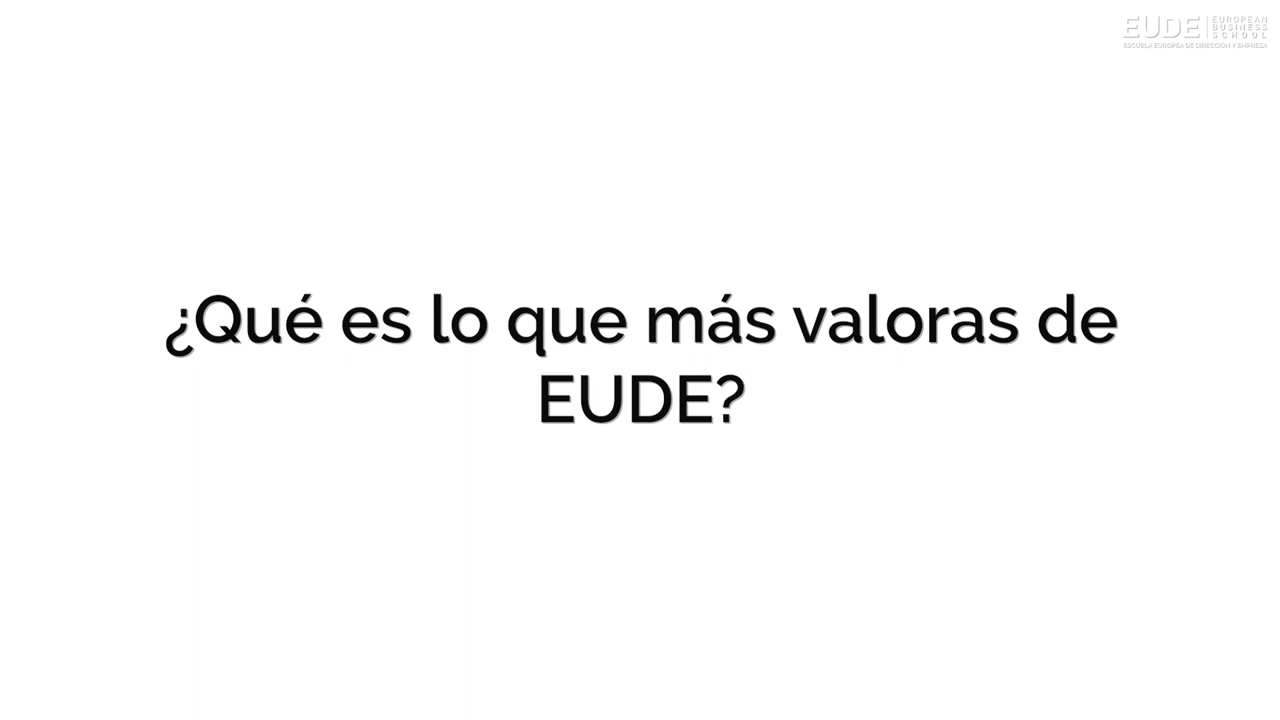 EUDE
EUROPEAN
BUSINESS
SCHOOL
ESCUELA EUROPEA DE DIRECCIÓN Y EMPRESA
¿Qué es lo que más valoras de
EUDE?